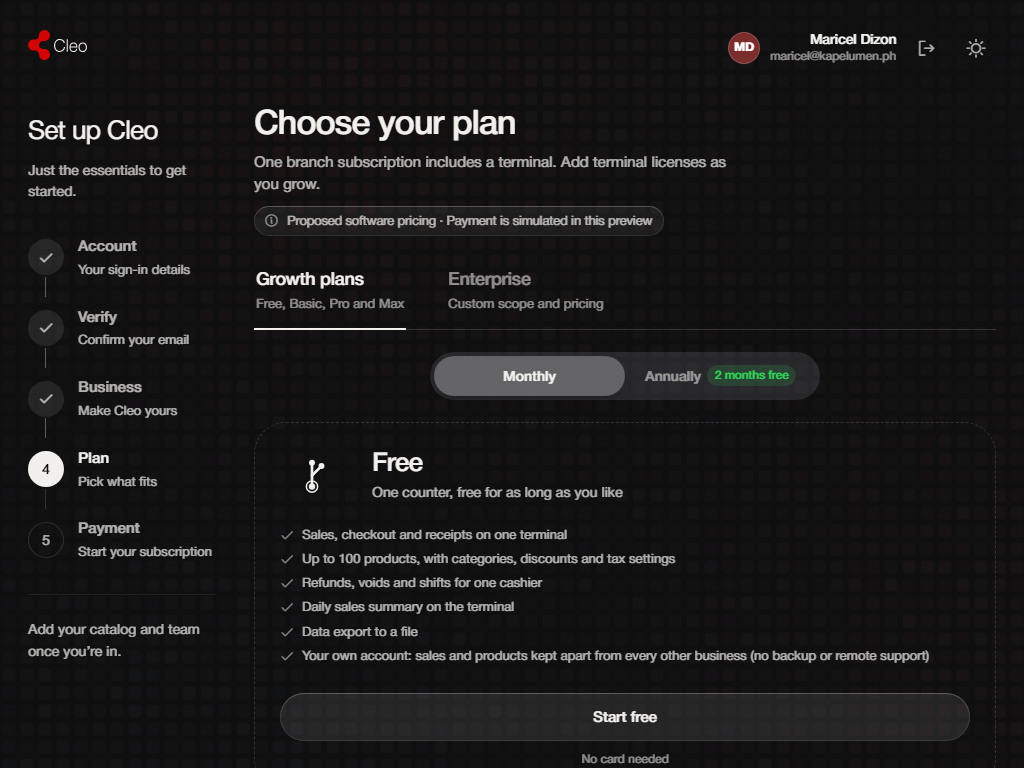 Cleo
MD
Maricel Dizon
maricel@kapelumen.ph
Set up Cleo
Just the essentials to get
started.
Account
Your sign-in details
Verify
Confirm your email
Business
Make Cleo yours
4
Plan
Pick what fits
5
Payment
Start your subscription
Add your catalog and team
once you're in.
Choose your plan
One branch subscription includes a terminal. Add terminal licenses as
you grow.
Proposed software pricing · Payment is simulated in this preview
Growth plans
Free, Basic, Pro and Max
Enterprise
Custom scope and pricing
Monthly
Annually 2 months free
Free
One counter, free for as long as you like
Sales, checkout and receipts on one terminal
Up to 100 products, with categories, discounts and tax settings
Refunds, voids and shifts for one cashier
Daily sales summary on the terminal
Data export to a file
Your own account: sales and products kept apart from every other business (no backup or remote support)
Start free
No card needed